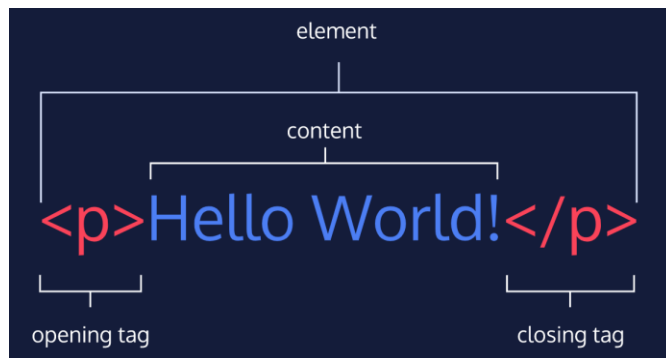 element
content
<p>Hello World!</p>
opening tag
closing tag